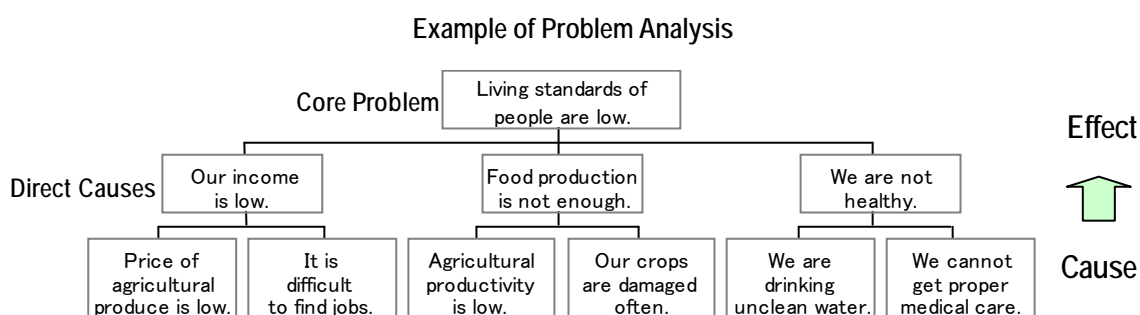 Example of Problem Analysis
Core Problem
Living standards of
people are low.
Effect
Direct Causes
Our income
is low.
Food production
is not enough.
We are not
healthy.
Cause
Price of
agricultural
produce is low.
It is
difficult
to find jobs.
Agricultural
productivity
is low.
Our crops
are damaged
often.
We are
drinking
unclean water.
We cannot
get proper
medical care.